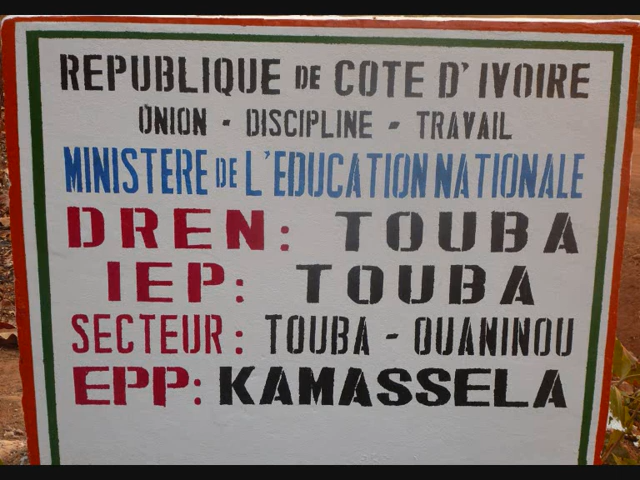 REPUBLIQUE DE COTE D'IVOIRE
UNION - DISCIPLINE - TRAVAIL
MINISTERE DE L'EDUCATION NATIONALE
DREN: TOUBA
IEP: TOUBA
SECTEUR: TOUBA - OUANINOU
EPP: KAMASSELA